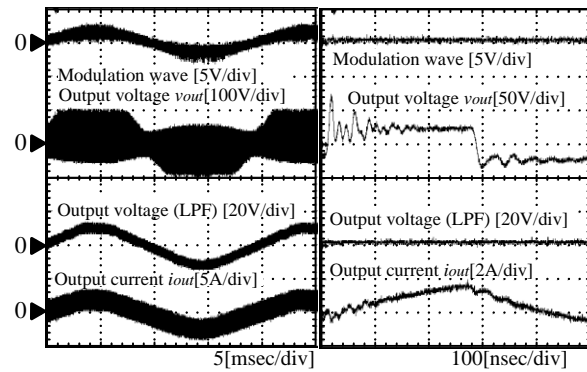 0
Modulation wave [5V/div]
Output voltage vout[100V/div]
0
Output voltage (LPF) [20V/div]
0
Output current iout[5A/div]
0
5[msec/div]
Modulation wave [5V/div]
Output voltage vout[50V/div]
Output voltage (LPF) [20V/div]
Output current iout[2A/div]
100[nsec/div]